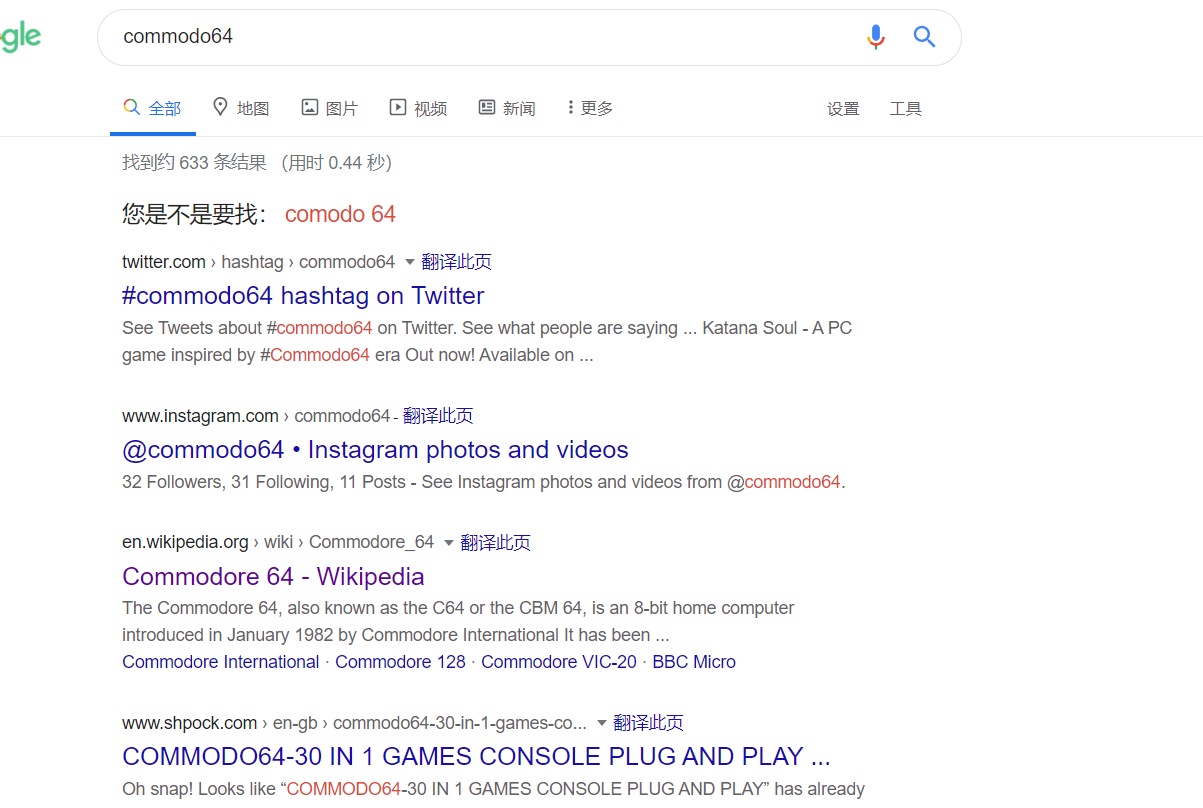 gle
commodo64
全部 地图 图片 视频 新闻 更多 设置 工具
找到约 633 条结果 （用时 0.44 秒）
您是不是要找： comodo 64
twitter.com › hashtag › commodo64 翻译此页
#commodo64 hashtag on Twitter
See Tweets about #commodo64 on Twitter. See what people are saying ... Katana Soul - A PC
game inspired by #Commodo64 era Out now! Available on ...
www.instagram.com › commodo64 - 翻译此页
@commodo64 • Instagram photos and videos
32 Followers, 31 Following, 11 Posts - See Instagram photos and videos from @commodo64.
en.wikipedia.org › wiki › Commodore_64 翻译此页
Commodore 64 - Wikipedia
The Commodore 64, also known as the C64 or the CBM 64, is an 8-bit home computer
introduced in January 1982 by Commodore International It has been ...
Commodore International · Commodore 128 · Commodore VIC-20 · BBC Micro
www.shpock.com › en-gb › commodo64-30-in-1-games-co... 翻译此页
COMMODO64-30 IN 1 GAMES CONSOLE PLUG AND PLAY ...
Oh snap! Looks like “COMMODO64-30 IN 1 GAMES CONSOLE PLUG AND PLAY” has already